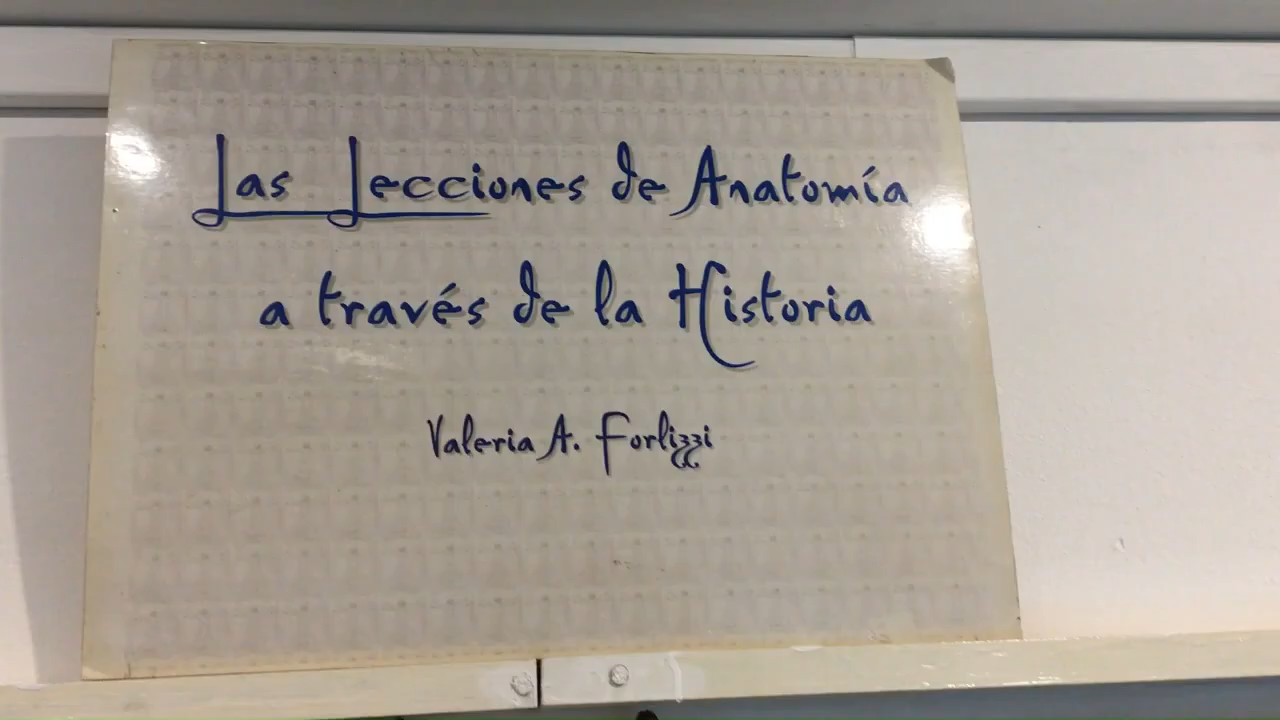 Las Lecciones de Anatomía
a través de la Historia
Valeria A. Forlizzi